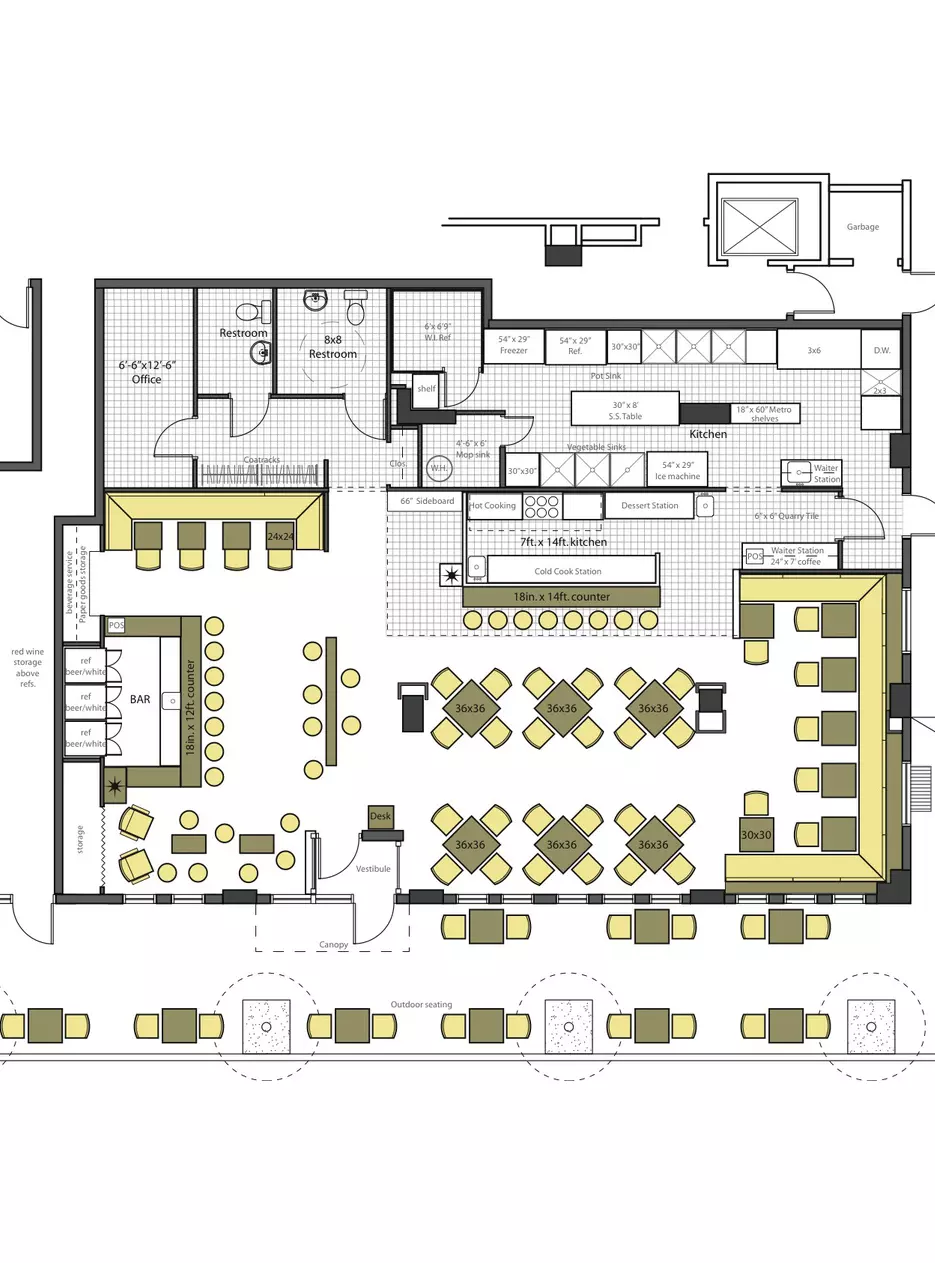 Garbage
Restroom
8x8
Restroom
6'-6"x12'-6"
Office
6'x 6'9"
W.I. Ref
54" x 29"
Freezer
54" x 29"
Ref.
30"x30"
3x6
D.W.
2x3
Pot Sink
shelf
30" x 8'
S.S. Table
18" x 60" Metro
shelves
Kitchen
4'-6" x 6'
Mop sink
Vegetable Sinks
Coatracks
Clos.
W.H.
30"x30"
54" x 29"
Ice machine
Waiter
Station
66" Sideboard
Hot Cooking
Dessert Station
6" x 6" Quarry Tile
24x24
7ft. x 14ft. kitchen
beverage service
Paper goods storage
POS
Waiter Station
24" x 7' coffee
Cold Cook Station
18in. x 14ft. counter
POS
red wine
storage
above
refs.
ref
beer/white
ref
beer/white
ref
beer/white
BAR
18in. x 12ft. counter
36x36
36x36
36x36
Desk
storage
36x36
36x36
36x36
30x30
Vestibule
Canopy
Outdoor seating